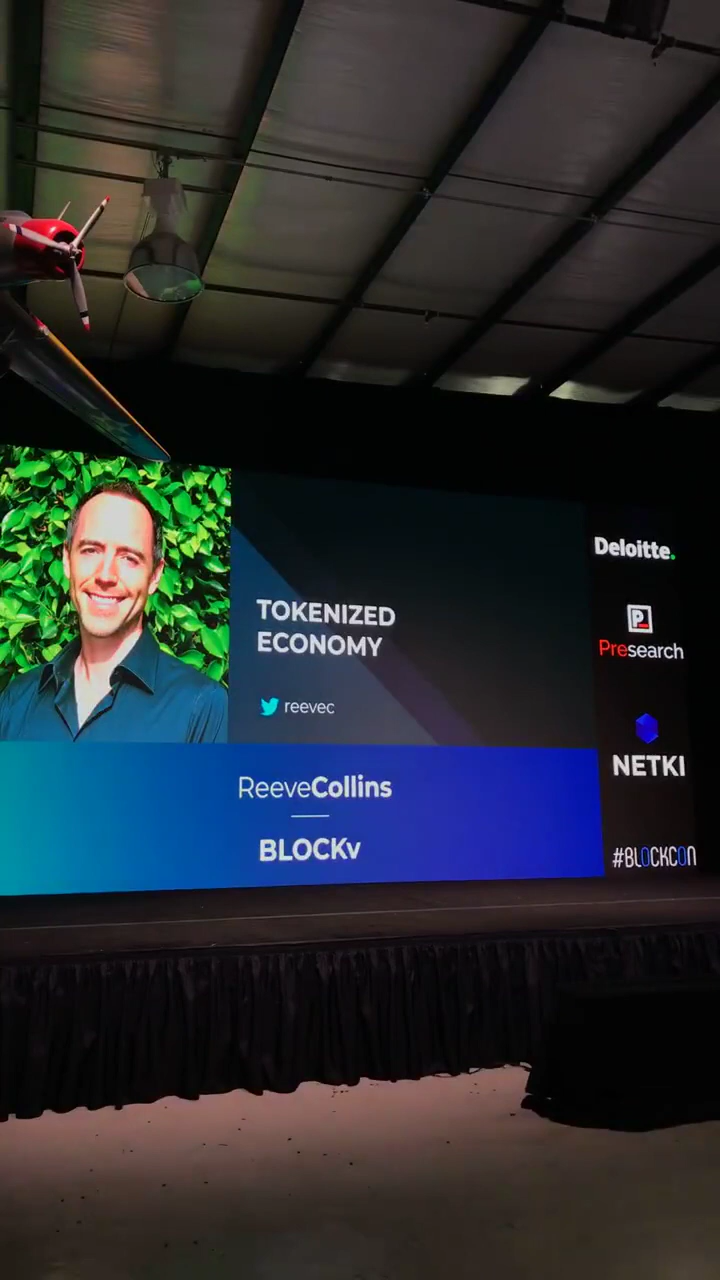 TOKENIZED
ECONOMY
reevec
ReeveCollins
BLOCKv
Deloitte.
P
Presearch
NETKI
#BLOCKCON